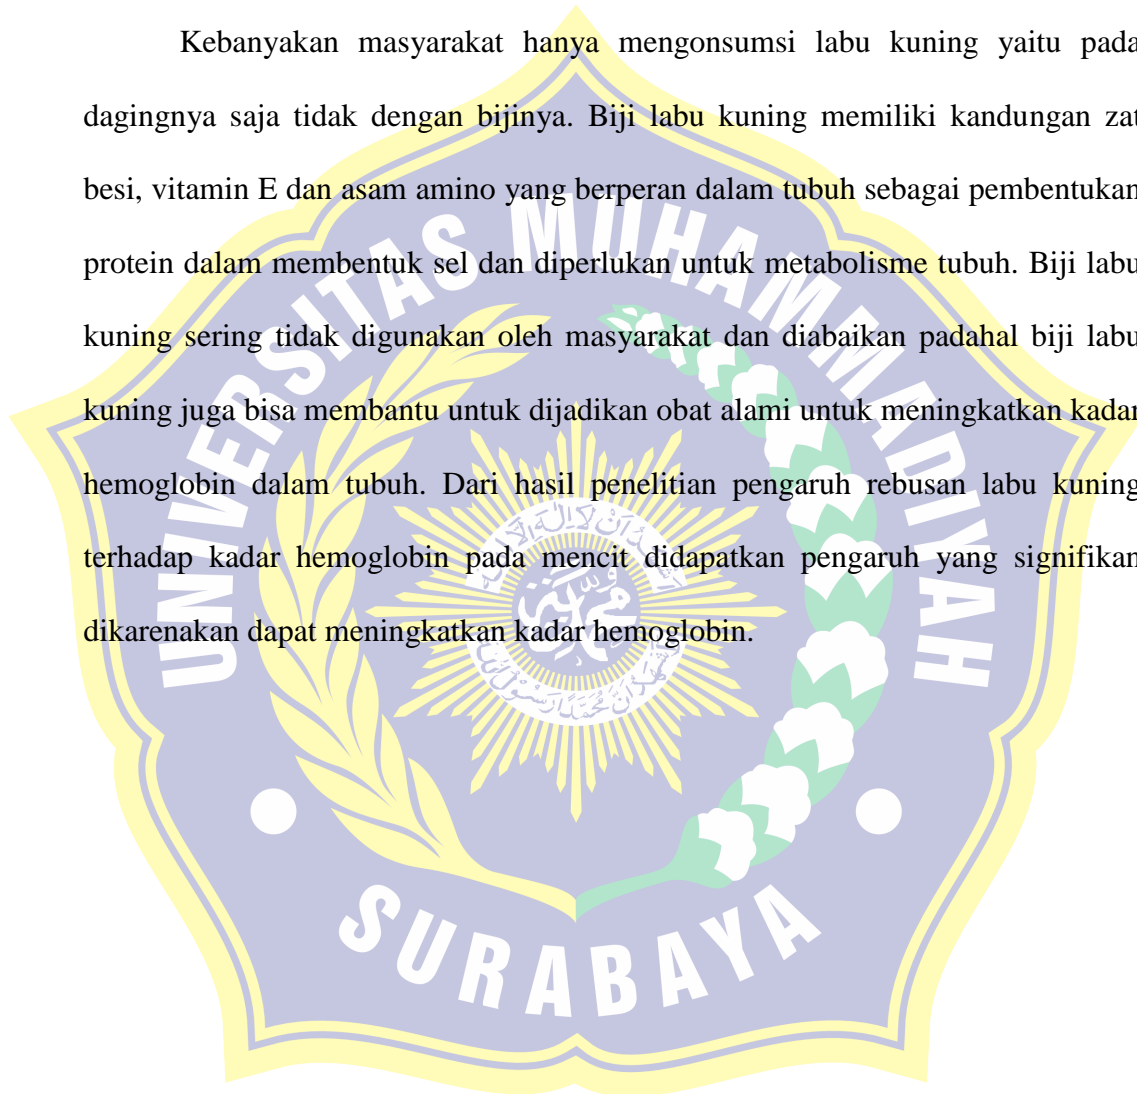 Kebanyakan masyarakat hanya mengonsumsi labu kuning yaitu pada
dagingnya saja tidak dengan bijinya. Biji labu kuning memiliki kandungan zat
besi, vitamin E dan asam amino yang berperan dalam tubuh sebagai pembentukan
protein dalam membentuk sel dan diperlukan untuk metabolisme tubuh. Biji labu
kuning sering tidak digunakan oleh masyarakat dan diabaikan padahal biji labu
kuning juga bisa membantu untuk dijadikan obat alami untuk meningkatkan kadar
hemoglobin dalam tubuh. Dari hasil penelitian pengaruh rebusan labu kuning
terhadap kadar hemoglobin pada mencit didapatkan pengaruh yang signifikan
dikarenakan dapat meningkatkan kadar hemoglobin.
UNIVERSITAS MUHAMMADIYAH
SURABAYA